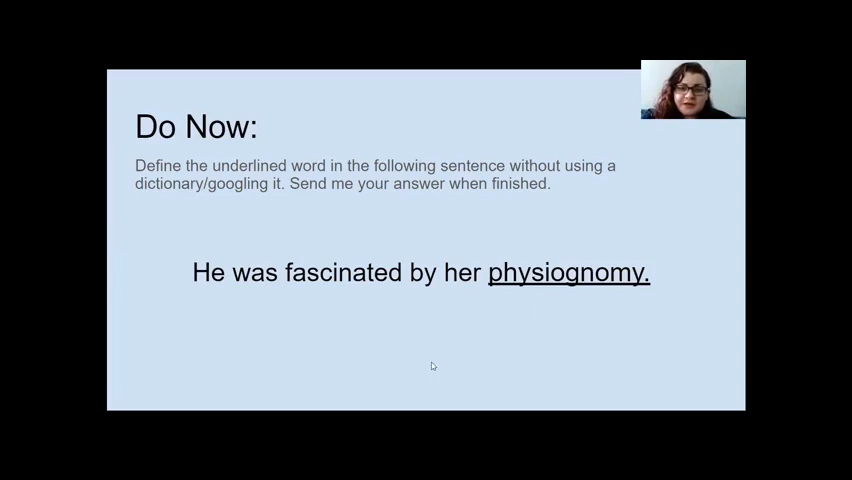 Do Now:
Define the underlined word in the following sentence without using a
dictionary/googling it. Send me your answer when finished.
He was fascinated by her physiognomy.